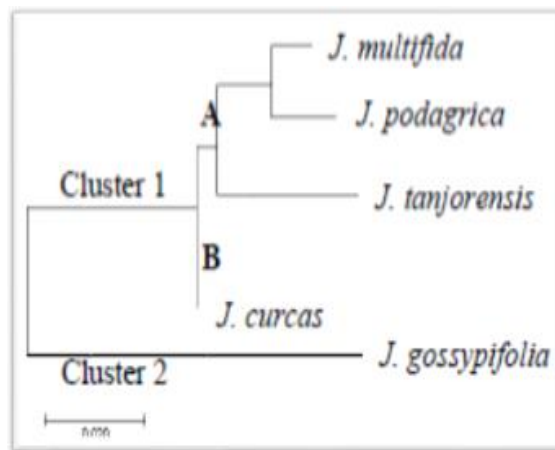 J. multifida
A
J. podagrica
Cluster 1
J. tanjorensis
B
J. curcas
J. gossypifolia
Cluster 2